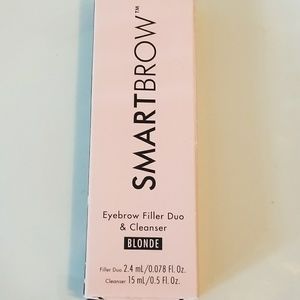 SMARTBROW™
Eyebrow Filler Duo
& Cleanser
BLONDE
Filler Duo 2.4 mL/0.078 Fl. Oz.
Cleanser 15 mL/0.5 Fl. Oz.